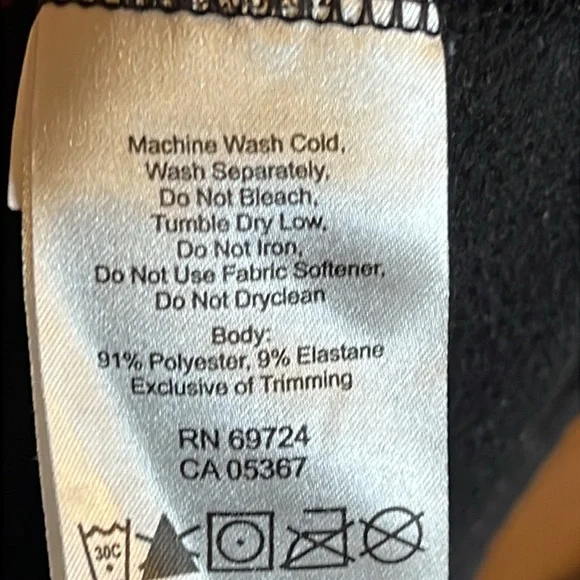 Machine Wash Cold,
Wash Separately,
Do Not Bleach,
Tumble Dry Low,
Do Not Iron,
Do Not Use Fabric Softener,
Do Not Dryclean
Body:
91% Polyester, 9% Elastane
Exclusive of Trimming
RN 69724
CA 05367
30C